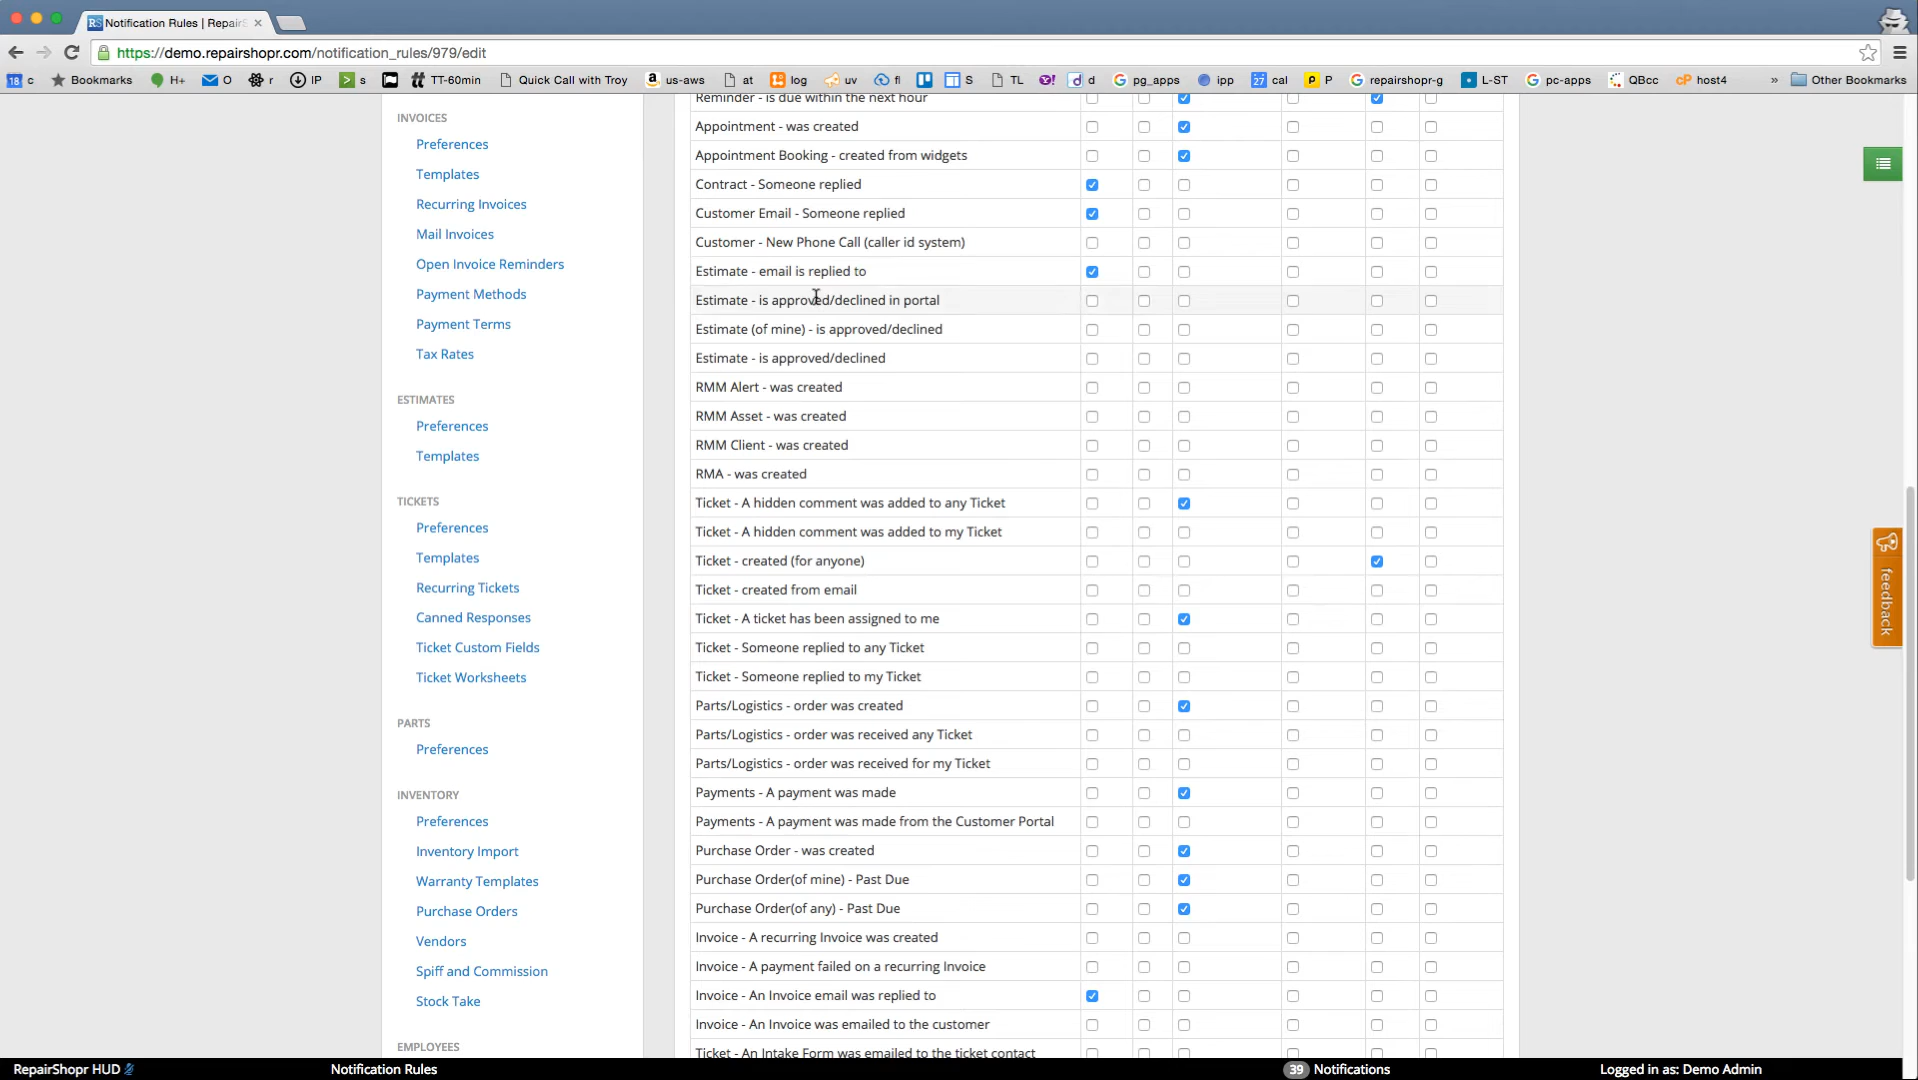 Notification Rules | RepairS
https://demo.repairshopr.com/notification_rules/979/edit
18 c Bookmarks H+ O r IP s TT-60min Quick Call with Troy us-aws at log uv fl S TL d pg_apps ipp 27 cal P repairshopr-g L-ST pc-apps QBcc host4 » Other Bookmarks
INVOICES
Preferences
Templates
Recurring Invoices
Mail Invoices
Open Invoice Reminders
Payment Methods
Payment Terms
Tax Rates
ESTIMATES
Preferences
Templates
TICKETS
Preferences
Templates
Recurring Tickets
Canned Responses
Ticket Custom Fields
Ticket Worksheets
PARTS
Preferences
INVENTORY
Preferences
Inventory Import
Warranty Templates
Purchase Orders
Vendors
Spiff and Commission
Stock Take
EMPLOYEES
Reminder - is due within the next hour
Appointment - was created
Appointment Booking - created from widgets
Contract - Someone replied
Customer Email - Someone replied
Customer - New Phone Call (caller id system)
Estimate - email is replied to
Estimate - is approved/declined in portal
Estimate (of mine) - is approved/declined
Estimate - is approved/declined
RMM Alert - was created
RMM Asset - was created
RMM Client - was created
RMA - was created
Ticket - A hidden comment was added to any Ticket
Ticket - A hidden comment was added to my Ticket
Ticket - created (for anyone)
Ticket - created from email
Ticket - A ticket has been assigned to me
Ticket - Someone replied to any Ticket
Ticket - Someone replied to my Ticket
Parts/Logistics - order was created
Parts/Logistics - order was received any Ticket
Parts/Logistics - order was received for my Ticket
Payments - A payment was made
Payments - A payment was made from the Customer Portal
Purchase Order - was created
Purchase Order(of mine) - Past Due
Purchase Order(of any) - Past Due
Invoice - A recurring Invoice was created
Invoice - A payment failed on a recurring Invoice
Invoice - An Invoice email was replied to
Invoice - An Invoice was emailed to the customer
Ticket - An Intake Form was emailed to the ticket contact
feedback
RepairShopr HUD Notification Rules 39 Notifications Logged in as: Demo Admin